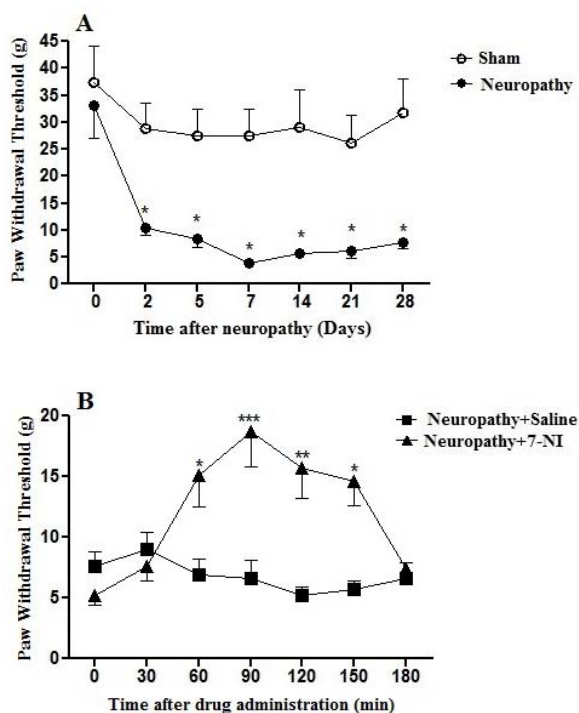 A
45
40
35
30
25
20
15
10
5
0
Paw Withdrawal Threshold (g)
Sham
Neuropathy
* * * * * *
0 2 5 7 14 21 28
Time after neuropathy (Days)
B
20
15
10
5
0
Paw Withdrawal Threshold (g)
Neuropathy+Saline
Neuropathy+7-NI
* *** ** *
0 30 60 90 120 150 180
Time after drug administration (min)